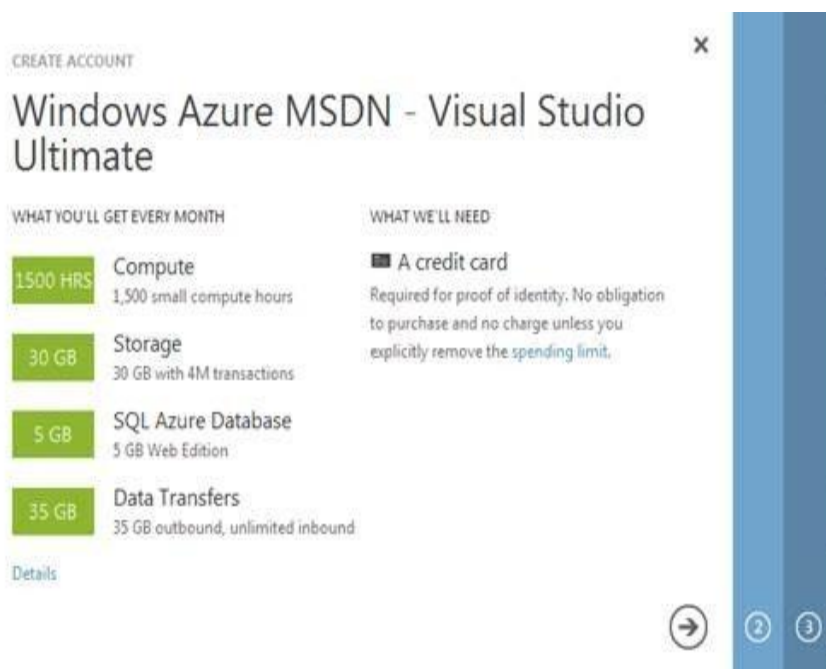 CREATE ACCOUNT
Windows Azure MSDN - Visual Studio
Ultimate
WHAT YOU'LL GET EVERY MONTH
1500 HRS
Compute
1,500 small compute hours
30 GB
Storage
30 GB with 4M transactions
5 GB
SQL Azure Database
5 GB Web Edition
35 GB
Data Transfers
35 GB outbound, unlimited inbound
Details
WHAT WE'LL NEED
A credit card
Required for proof of identity. No obligation
to purchase and no charge unless you
explicitly remove the spending limit.
2
3